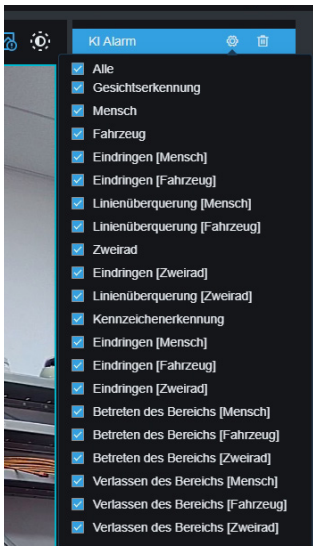 KI Alarm
Alle
Gesichtserkennung
Mensch
Fahrzeug
Eindringen [Mensch]
Eindringen [Fahrzeug]
Linienüberquerung [Mensch]
Linienüberquerung [Fahrzeug]
Zweirad
Eindringen [Zweirad]
Linienüberquerung [Zweirad]
Kennzeichenerkennung
Eindringen [Mensch]
Eindringen [Fahrzeug]
Eindringen [Zweirad]
Betreten des Bereichs [Mensch]
Betreten des Bereichs [Fahrzeug]
Betreten des Bereichs [Zweirad]
Verlassen des Bereichs [Mensch]
Verlassen des Bereichs [Fahrzeug]
Verlassen des Bereichs [Zweirad]